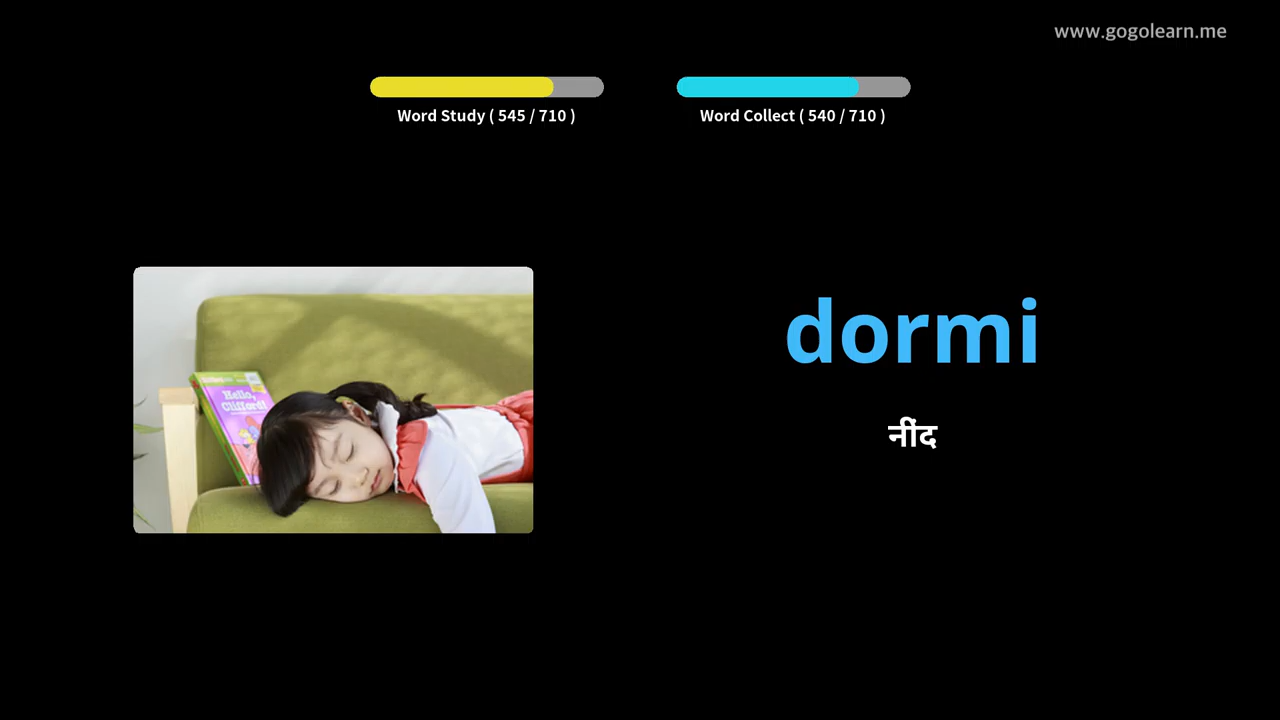 www.gogolearn.me
Word Study ( 545 / 710 )
Word Collect ( 540 / 710 )
dormi
नींद
Hello,
Clifford!